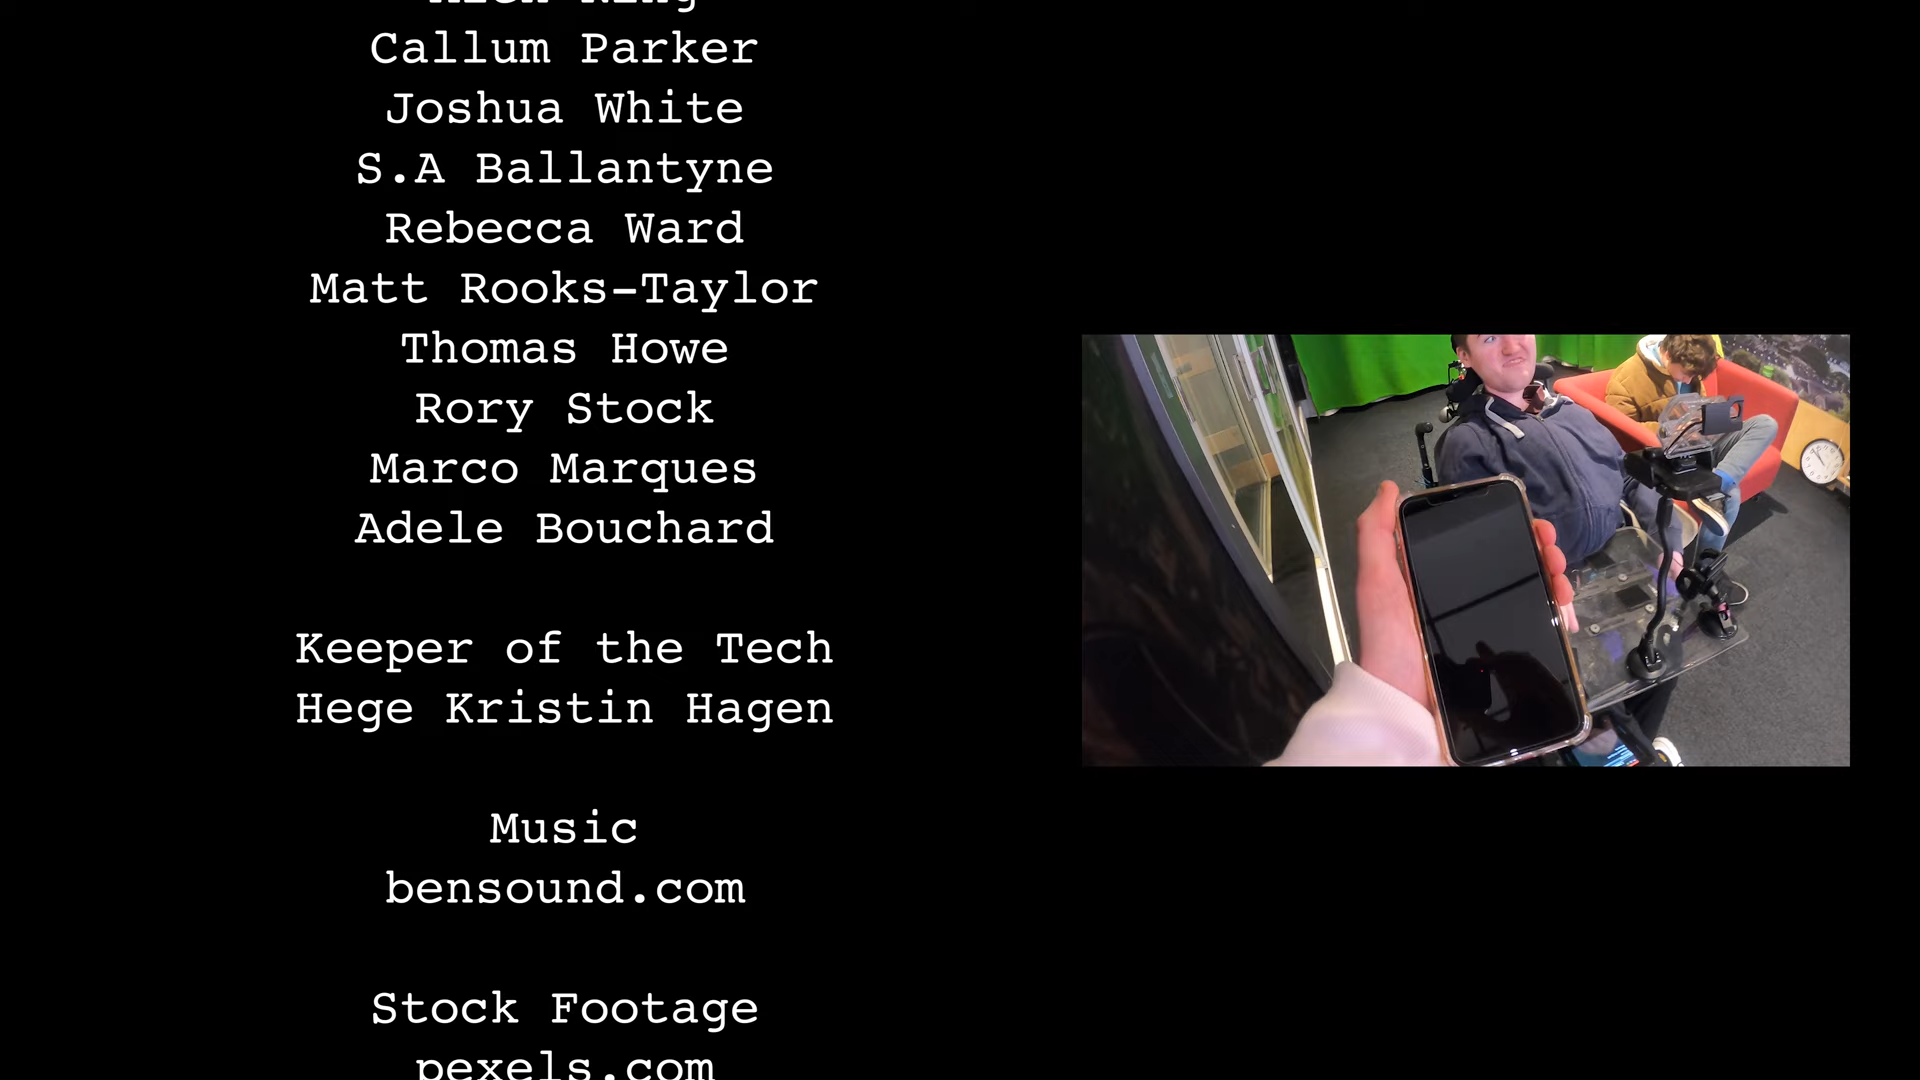 Callum Parker
Joshua White
S.A Ballantyne
Rebecca Ward
Matt Rooks-Taylor
Thomas Howe
Rory Stock
Marco Marques
Adele Bouchard
Keeper of the Tech
Hege Kristin Hagen
Music
bensound.com
Stock Footage
pexels.com